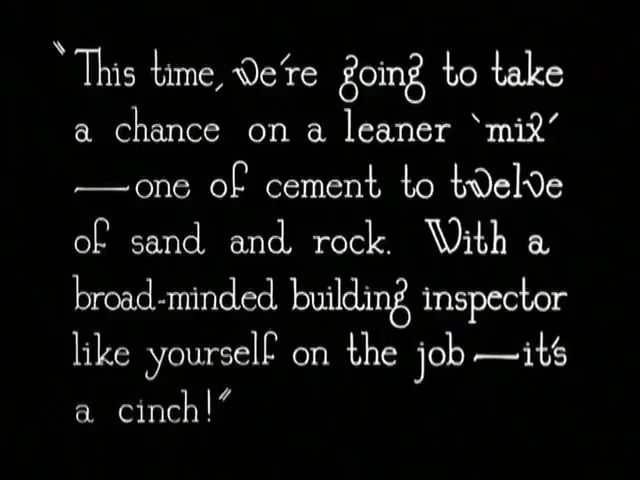 "This time, we're going to take
a chance on a leaner 'mix'
—one of cement to twelve
of sand and rock. With a
broad-minded building inspector
like yourself on the job—it's
a cinch!"